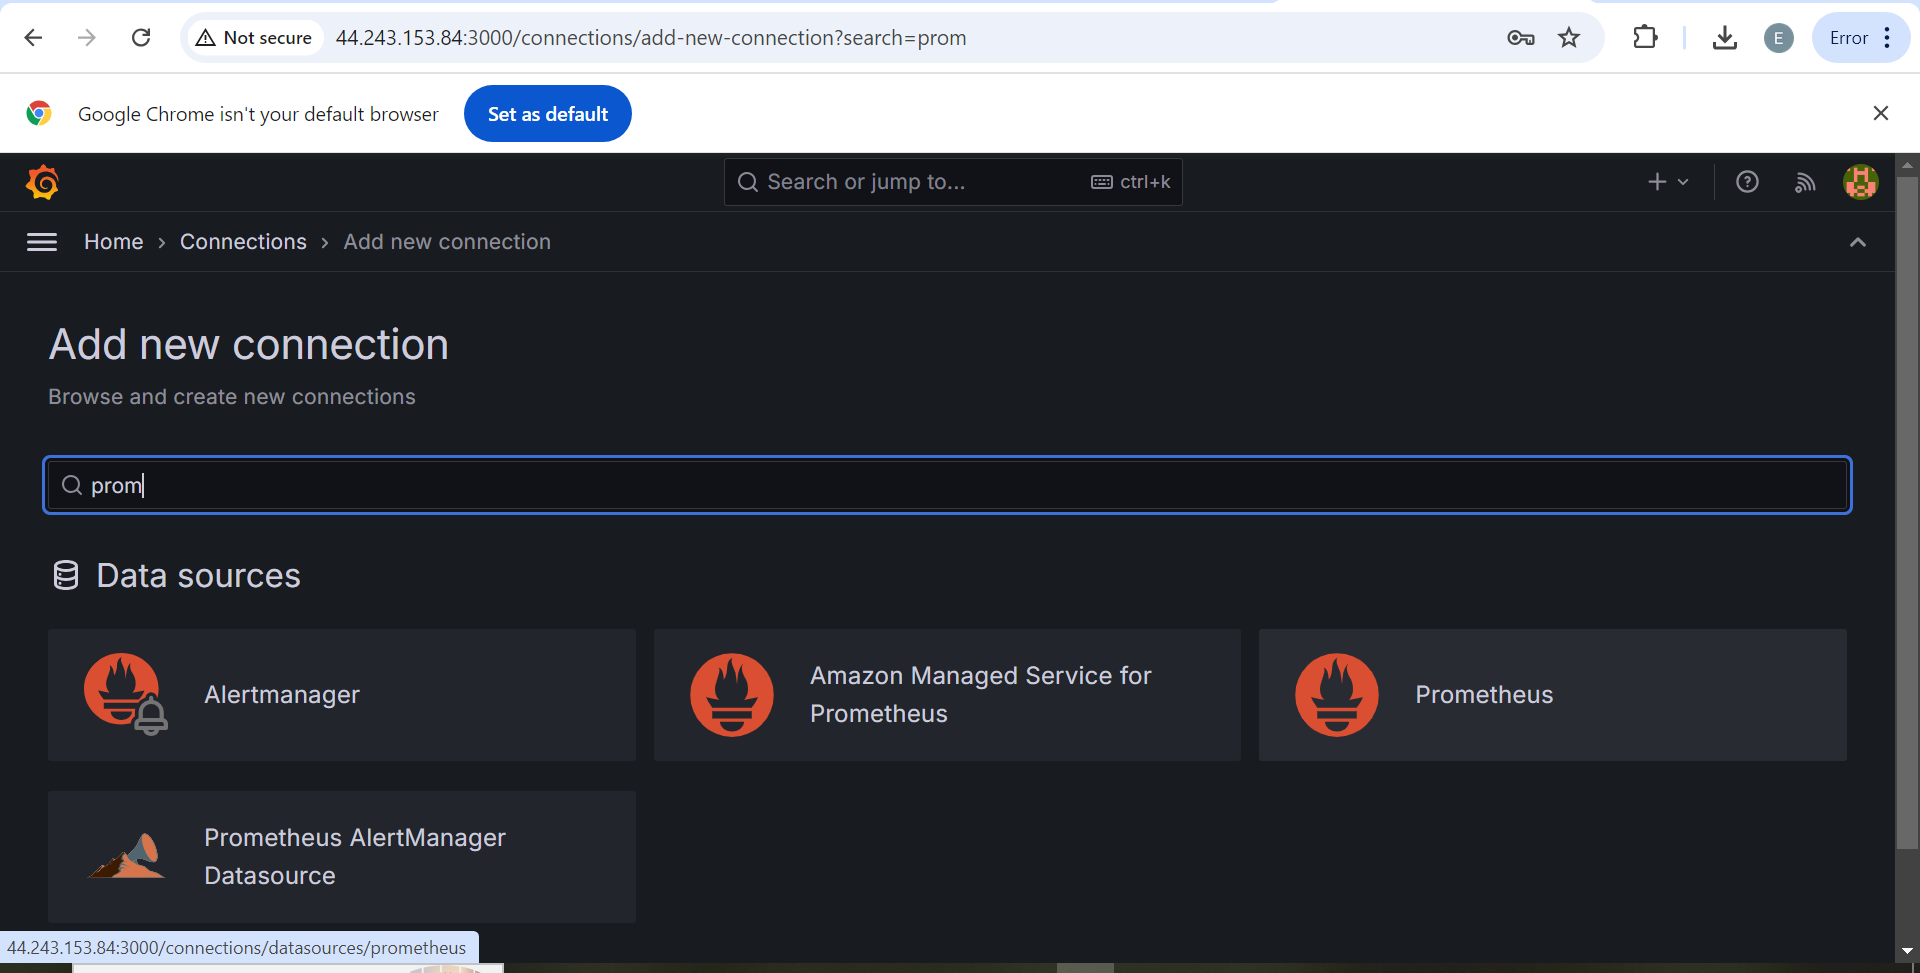 Not secure 44.243.153.84:3000/connections/add-new-connection?search=prom E Error
Google Chrome isn't your default browser Set as default
Search or jump to... ctrl+k
Home › Connections › Add new connection
Add new connection
Browse and create new connections
prom
Data sources
Alertmanager
Amazon Managed Service for
Prometheus
Prometheus
Prometheus AlertManager
Datasource
44.243.153.84:3000/connections/datasources/prometheus